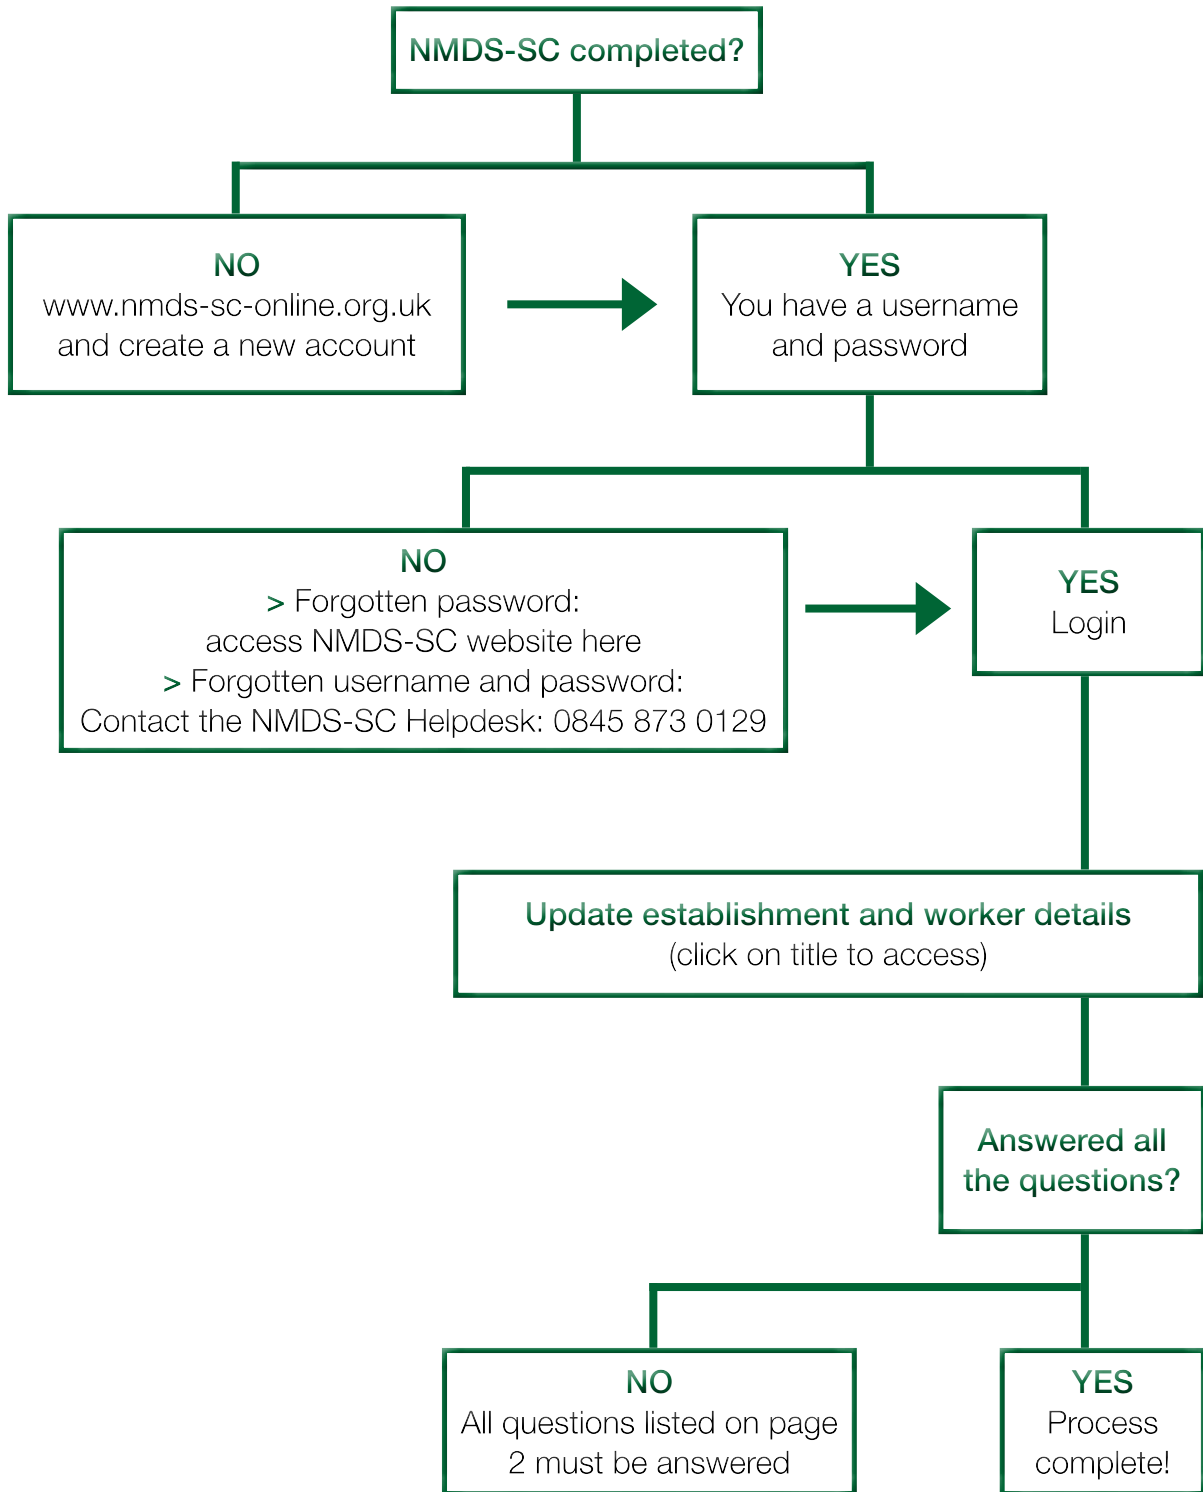 NMDS-SC completed?
NO
www.nmds-sc-online.org.uk
and create a new account
YES
You have a username
and password
NO
> Forgotten password:
access NMDS-SC website here
> Forgotten username and password:
Contact the NMDS-SC Helpdesk: 0845 873 0129
YES
Login
Update establishment and worker details
(click on title to access)
Answered all
the questions?
NO
All questions listed on page
2 must be answered
YES
Process
complete!